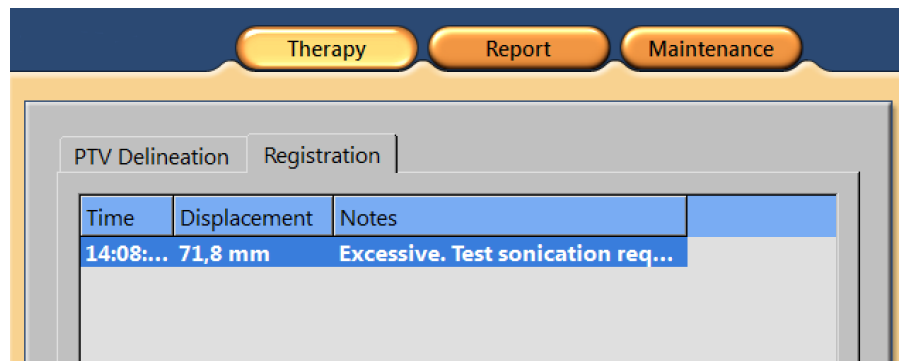 Therapy Report Maintenance
PTV Delineation Registration
Time Displacement Notes
14:08:... 71,8 mm Excessive. Test sonication req...